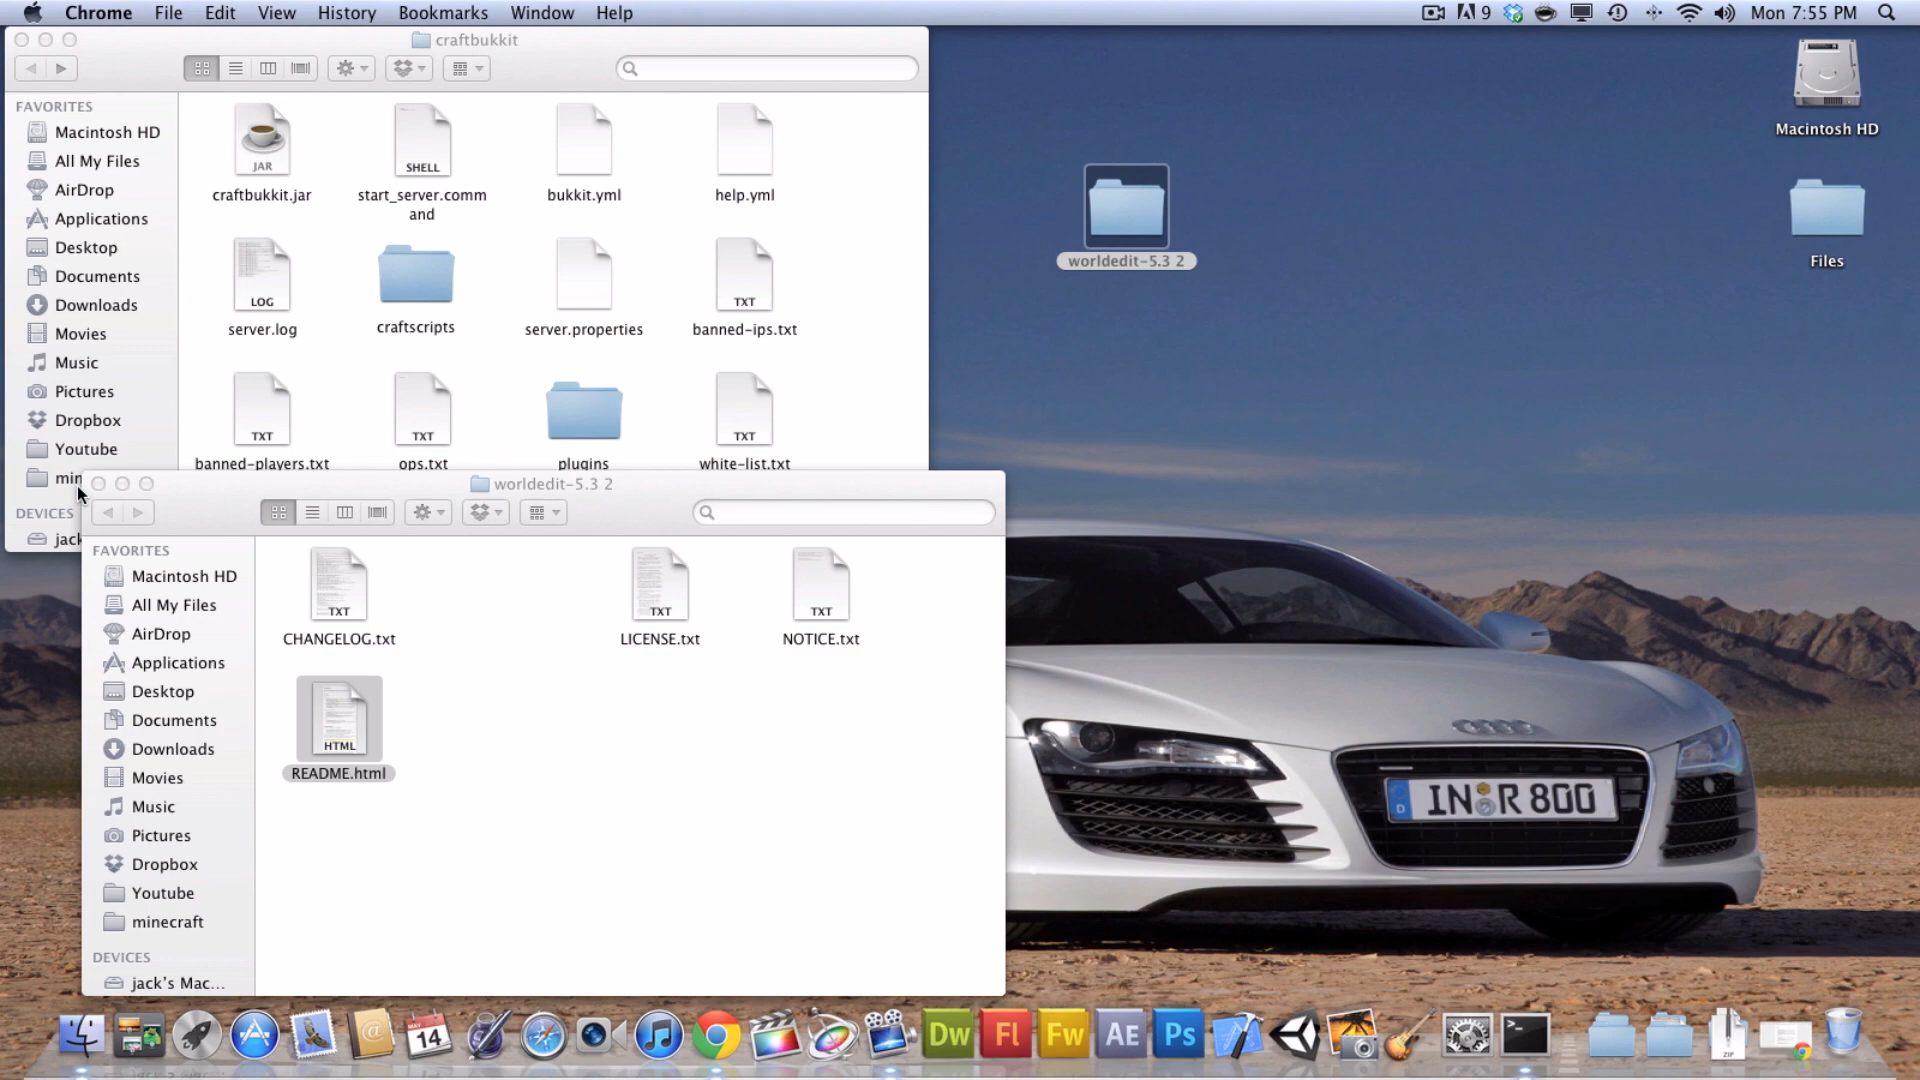 Chrome File Edit View History Bookmarks Window Help
9 Mon 7:55 PM
craftbukkit
FAVORITES
Macintosh HD
All My Files
AirDrop
Applications
Desktop
Documents
Downloads
Movies
Music
Pictures
Dropbox
Youtube
min
DEVICES
jack
JAR
craftbukkit.jar
SHELL
start_server.comm
and
bukkit.yml
help.yml
LOG
server.log
craftscripts
server.properties
TXT
banned-ips.txt
TXT
banned-players.txt
TXT
ops.txt
plugins
TXT
white-list.txt
worldedit-5.3 2
FAVORITES
Macintosh HD
All My Files
AirDrop
Applications
Desktop
Documents
Downloads
Movies
Music
Pictures
Dropbox
Youtube
minecraft
DEVICES
jack's Mac...
TXT
CHANGELOG.txt
TXT
LICENSE.txt
TXT
NOTICE.txt
HTML
README.html
worldedit-5.3 2
Macintosh HD
Files
D IN R 800
MAY
14
Dw Fl Fw AE Ps
ZIP